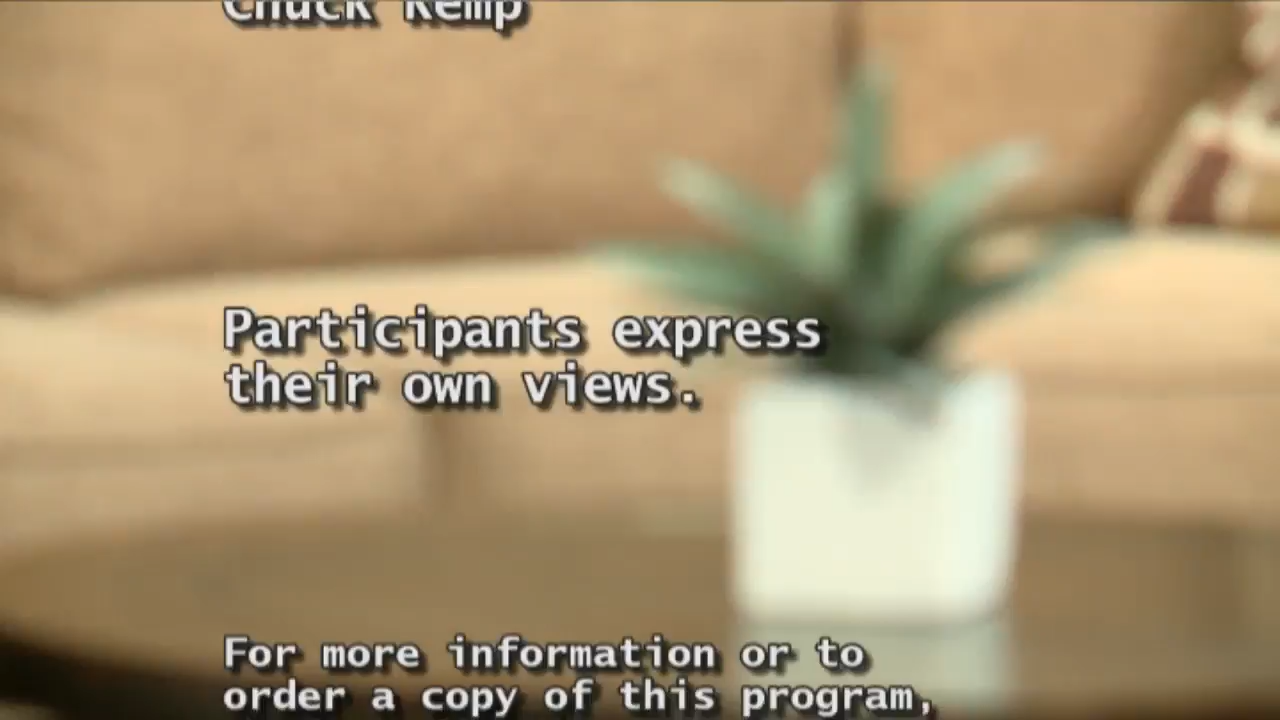 Chuck Kemp
Participants express
their own views.
For more information or to
order a copy of this program,